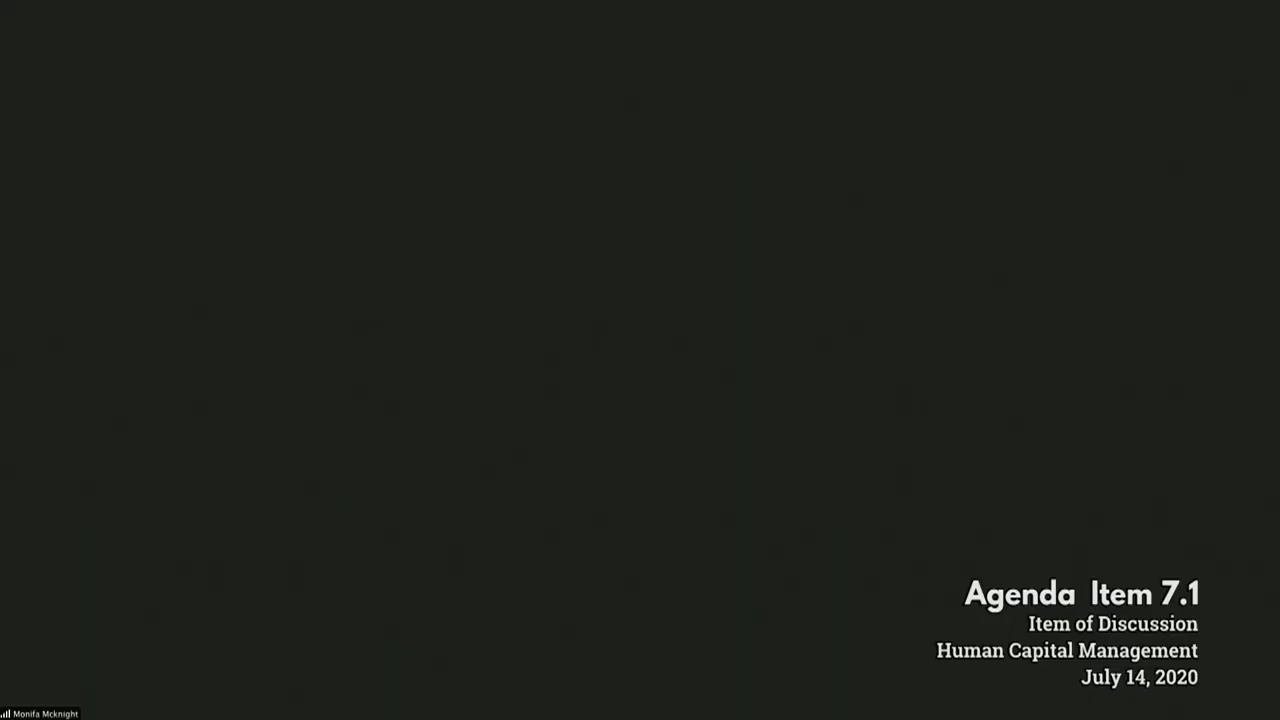 Agenda Item 7.1
Item of Discussion
Human Capital Management
July 14, 2020
Monifa Mcknight